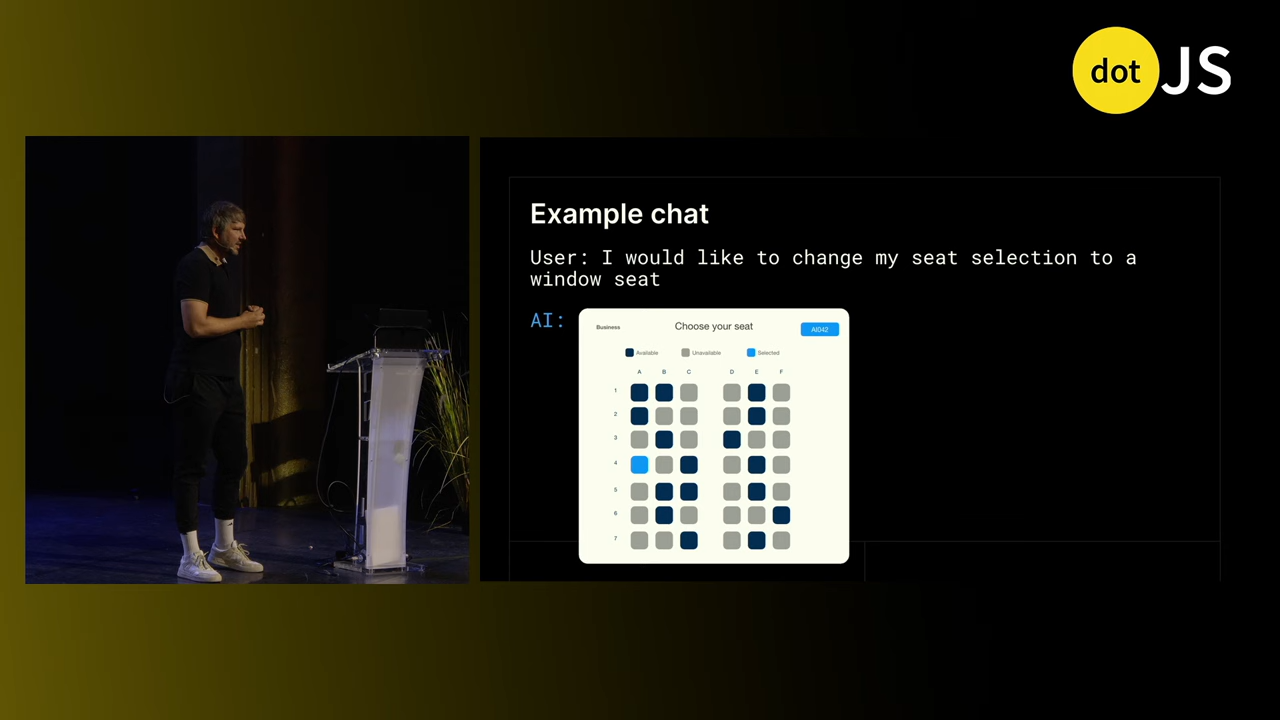 dot JS
Example chat
User: I would like to change my seat selection to a
window seat
AI:
Business
Choose your seat
AI042
Available
Unavailable
Selected
A B C D E F
1
2
3
4
5
6
7